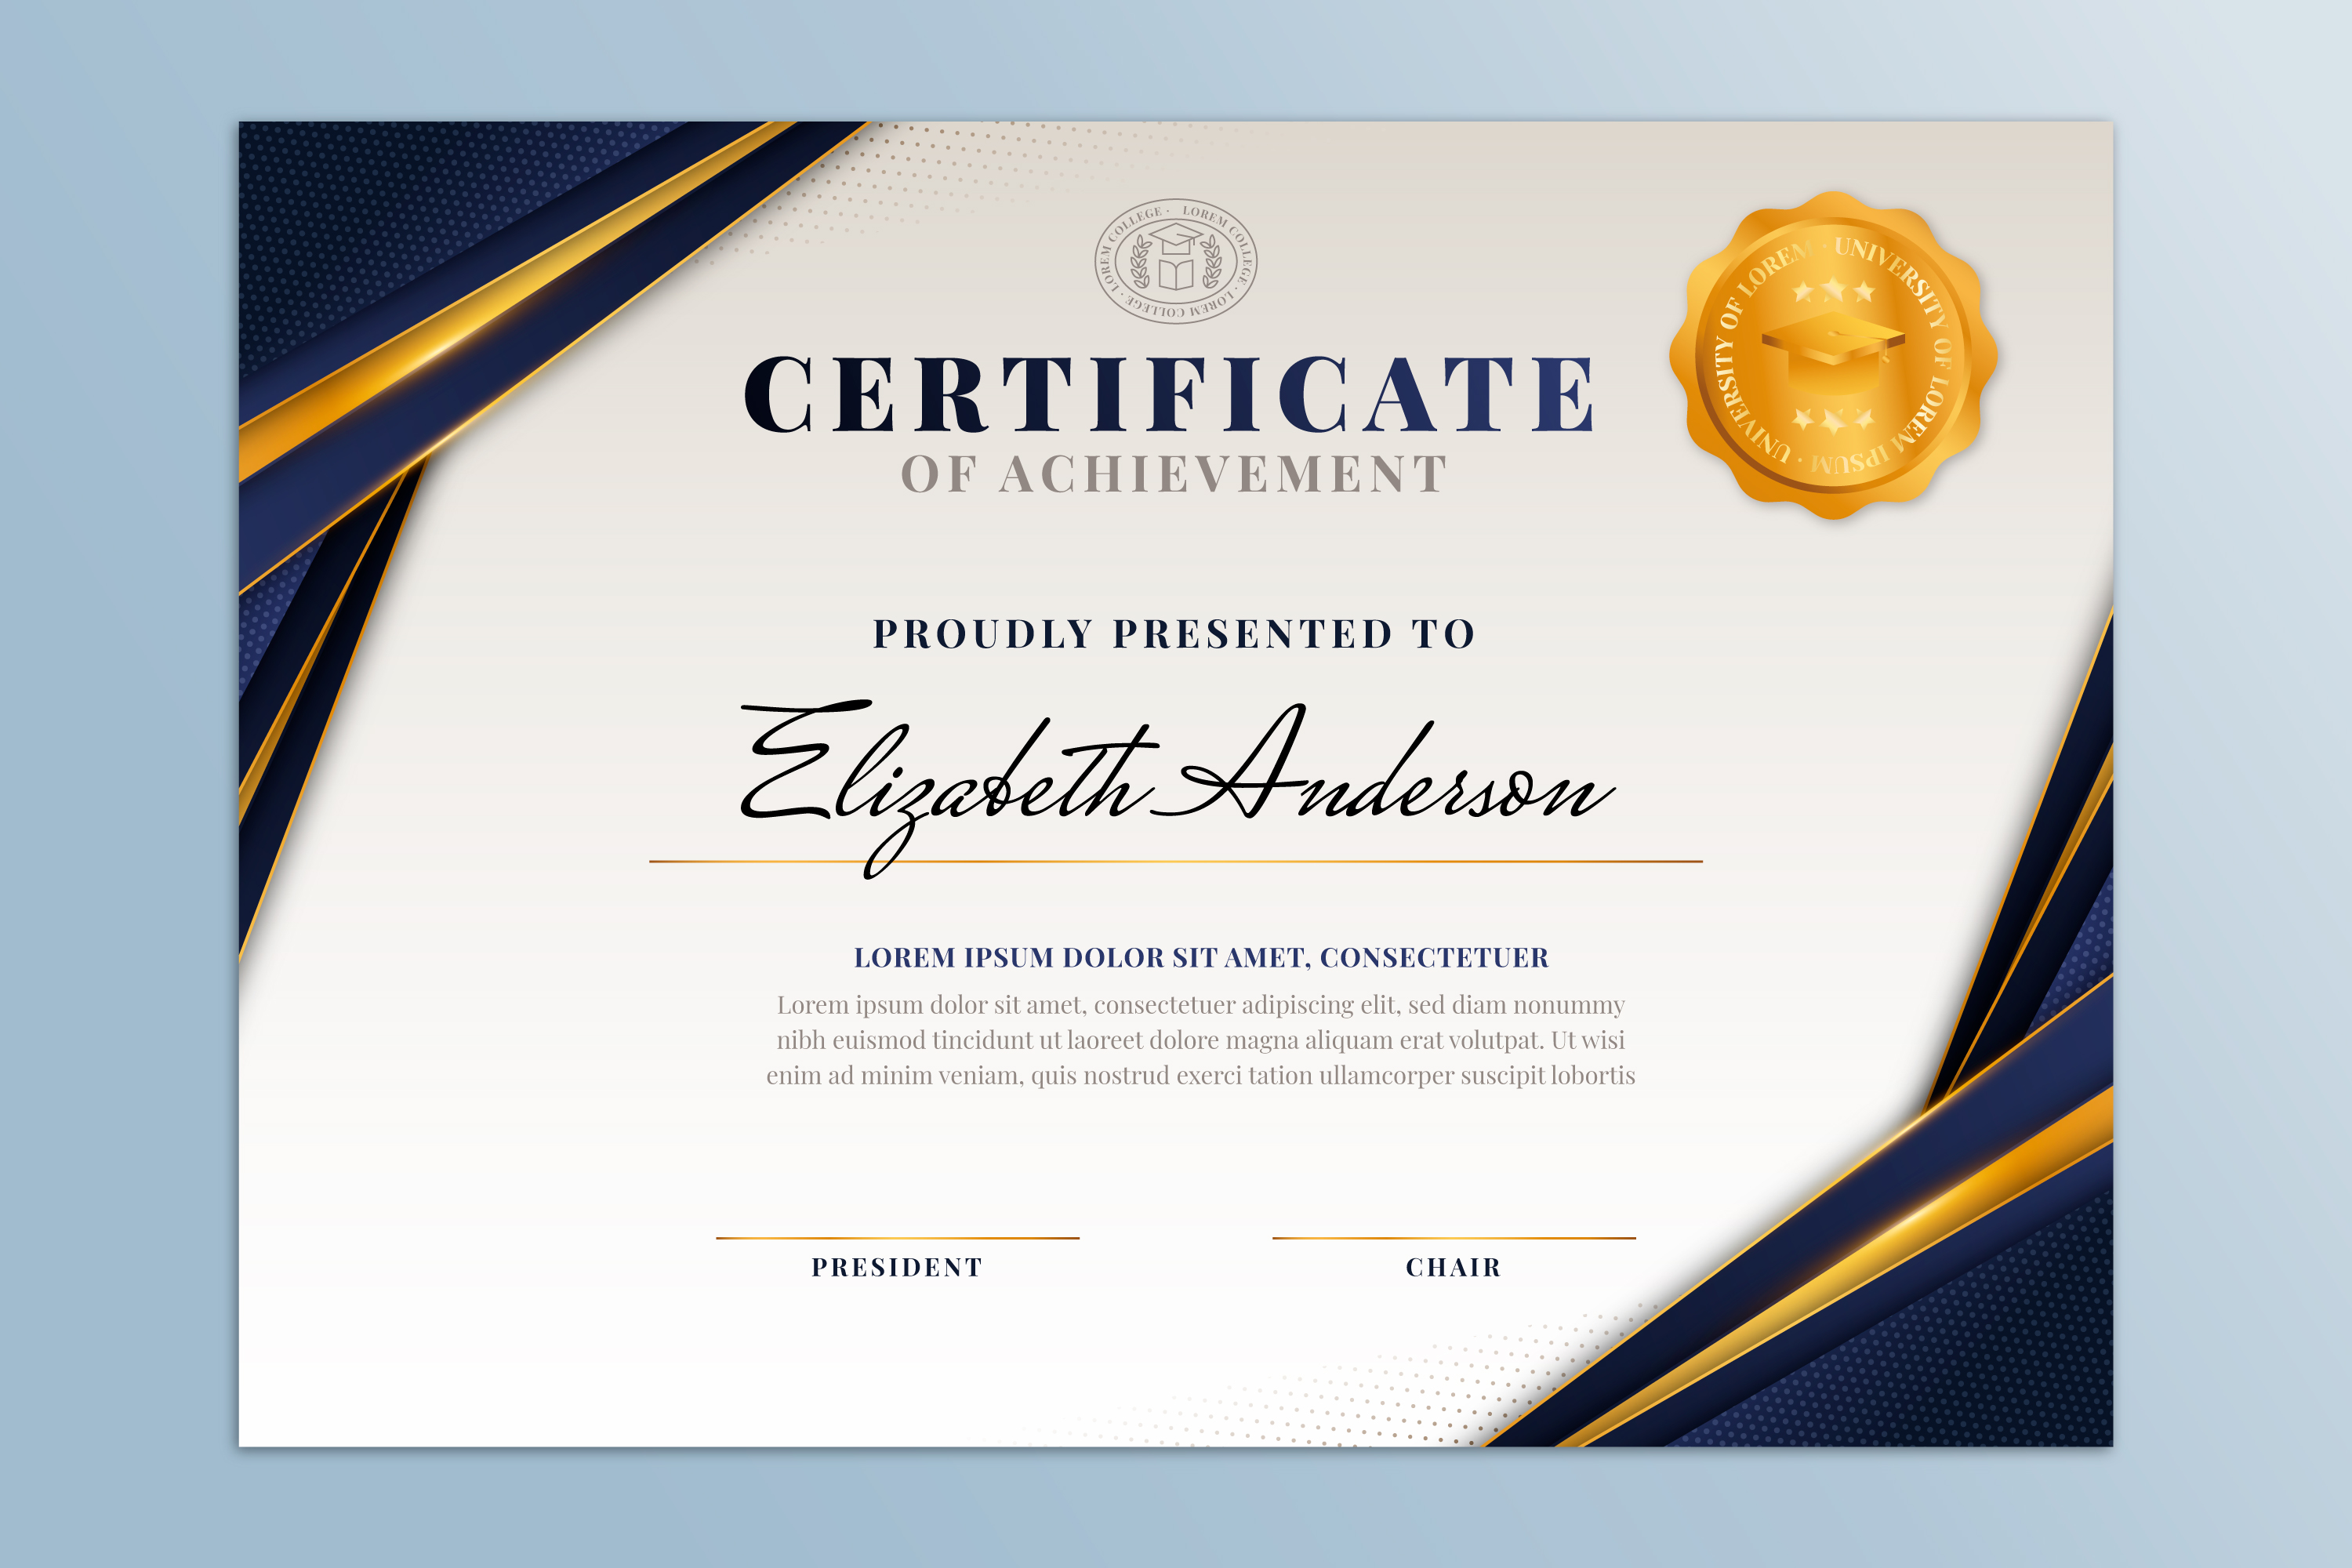 LOREM COLLEGE · LOREM COLLEGE · LOREM COLLEGE ·
CERTIFICATE
OF ACHIEVEMENT
· UNIVERSITY OF LOREM IPSUM · UNIVERSITY OF LOREM
PROUDLY PRESENTED TO
Elizabeth Anderson
LOREM IPSUM DOLOR SIT AMET, CONSECTETUER
Lorem ipsum dolor sit amet, consectetuer adipiscing elit, sed diam nonummy
nibh euismod tincidunt ut laoreet dolore magna aliquam erat volutpat. Ut wisi
enim ad minim veniam, quis nostrud exerci tation ullamcorper suscipit lobortis
PRESIDENT
CHAIR